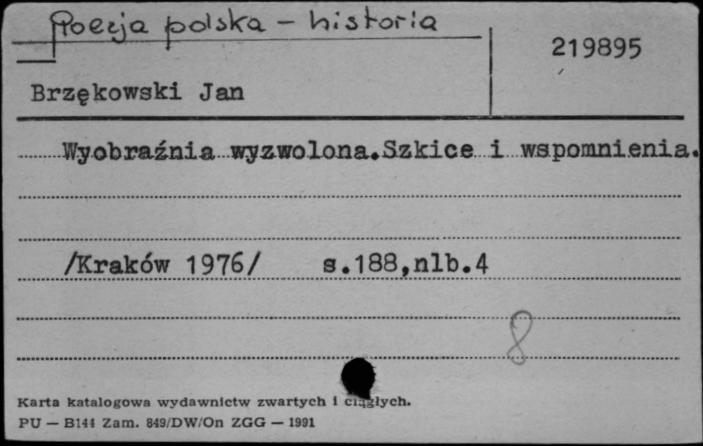 Poezja polska – historia
219895
Brzękowski Jan
Wyobraźnia wyzwolona.Szkice i wspomnienia.
/Kraków 1976/ s.188,nlb.4
8
Karta katalogowa wydawnictw zwartych i ciągłych.
PU — B141 Zam. 849/DW/On ZGG — 1991